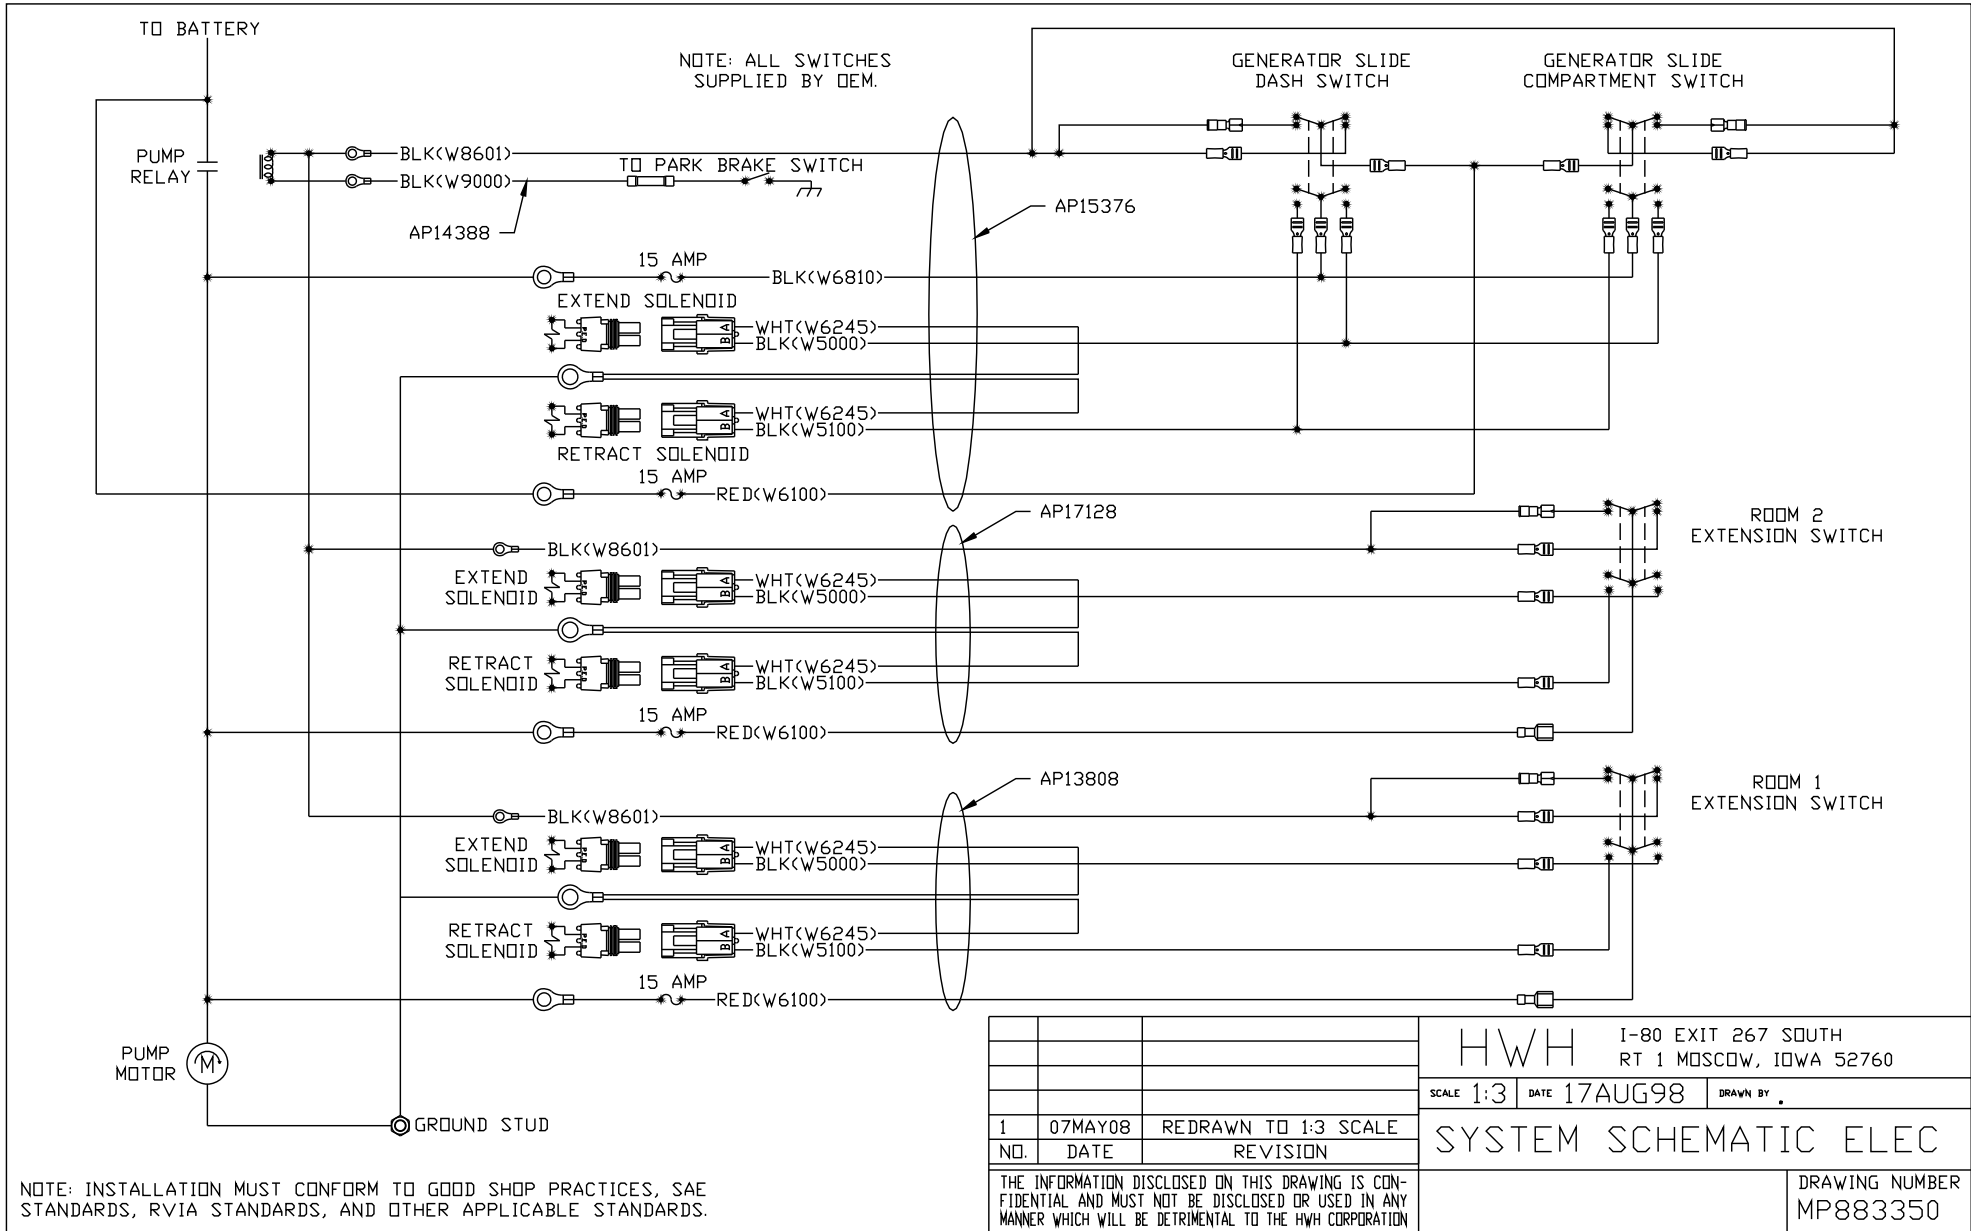 TO BATTERY
NOTE: ALL SWITCHES
SUPPLIED BY OEM.
GENERATOR SLIDE
DASH SWITCH
GENERATOR SLIDE
COMPARTMENT SWITCH
PUMP
RELAY
BLK(W8601)
BLK(W9000)
TO PARK BRAKE SWITCH
AP14388
AP15376
15 AMP
BLK(W6810)
EXTEND SOLENOID
A
B
WHT(W6245)
BLK(W5000)
A
B
WHT(W6245)
BLK(W5100)
RETRACT SOLENOID
15 AMP
RED(W6100)
AP17128
ROOM 2
EXTENSION SWITCH
BLK(W8601)
EXTEND
SOLENOID
A
B
WHT(W6245)
BLK(W5000)
RETRACT
SOLENOID
A
B
WHT(W6245)
BLK(W5100)
15 AMP
RED(W6100)
AP13808
ROOM 1
EXTENSION SWITCH
BLK(W8601)
EXTEND
SOLENOID
A
B
WHT(W6245)
BLK(W5000)
RETRACT
SOLENOID
A
B
WHT(W6245)
BLK(W5100)
15 AMP
RED(W6100)
PUMP
MOTOR
M
GROUND STUD
NOTE: INSTALLATION MUST CONFORM TO GOOD SHOP PRACTICES, SAE
STANDARDS, RVIA STANDARDS, AND OTHER APPLICABLE STANDARDS.
1 07MAY08 REDRAWN TO 1:3 SCALE
NO. DATE REVISION
THE INFORMATION DISCLOSED ON THIS DRAWING IS CON-
FIDENTIAL AND MUST NOT BE DISCLOSED OR USED IN ANY
MANNER WHICH WILL BE DETRIMENTAL TO THE HWH CORPORATION
HWH
I-80 EXIT 267 SOUTH
RT 1 MOSCOW, IOWA 52760
SCALE 1:3 DATE 17AUG98 DRAWN BY .
SYSTEM SCHEMATIC ELEC
DRAWING NUMBER
MP883350